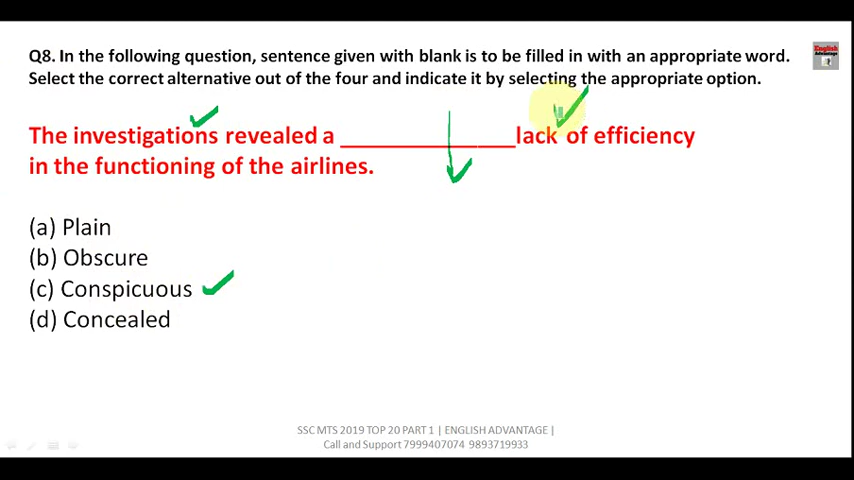 Q8. In the following question, sentence given with blank is to be filled in with an appropriate word.
Select the correct alternative out of the four and indicate it by selecting the appropriate option.
English
Advantage
The investigations revealed a _______________lack of efficiency
in the functioning of the airlines.
(a) Plain
(b) Obscure
(c) Conspicuous
(d) Concealed
SSC MTS 2019 TOP 20 PART 1 | ENGLISH ADVANTAGE |
Call and Support 7999407074 9893719933